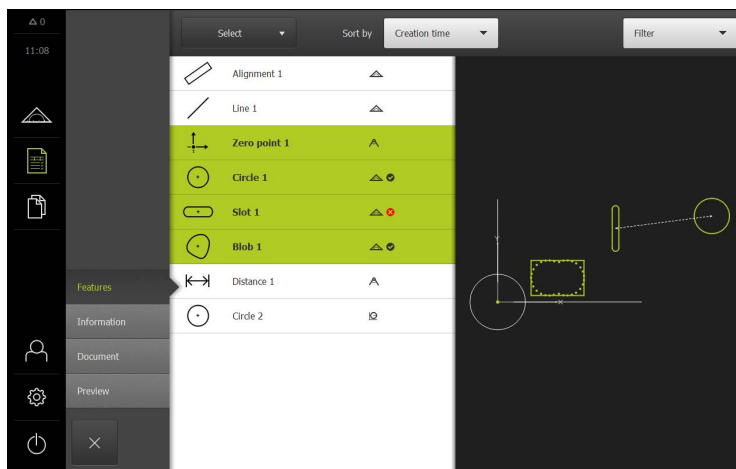 0
11:08
Select
Sort by
Creation time
Filter
Alignment 1
Line 1
Zero point 1
Circle 1
Slot 1
Blob 1
Distance 1
Circle 2
Features
Information
Document
Preview
Y
X